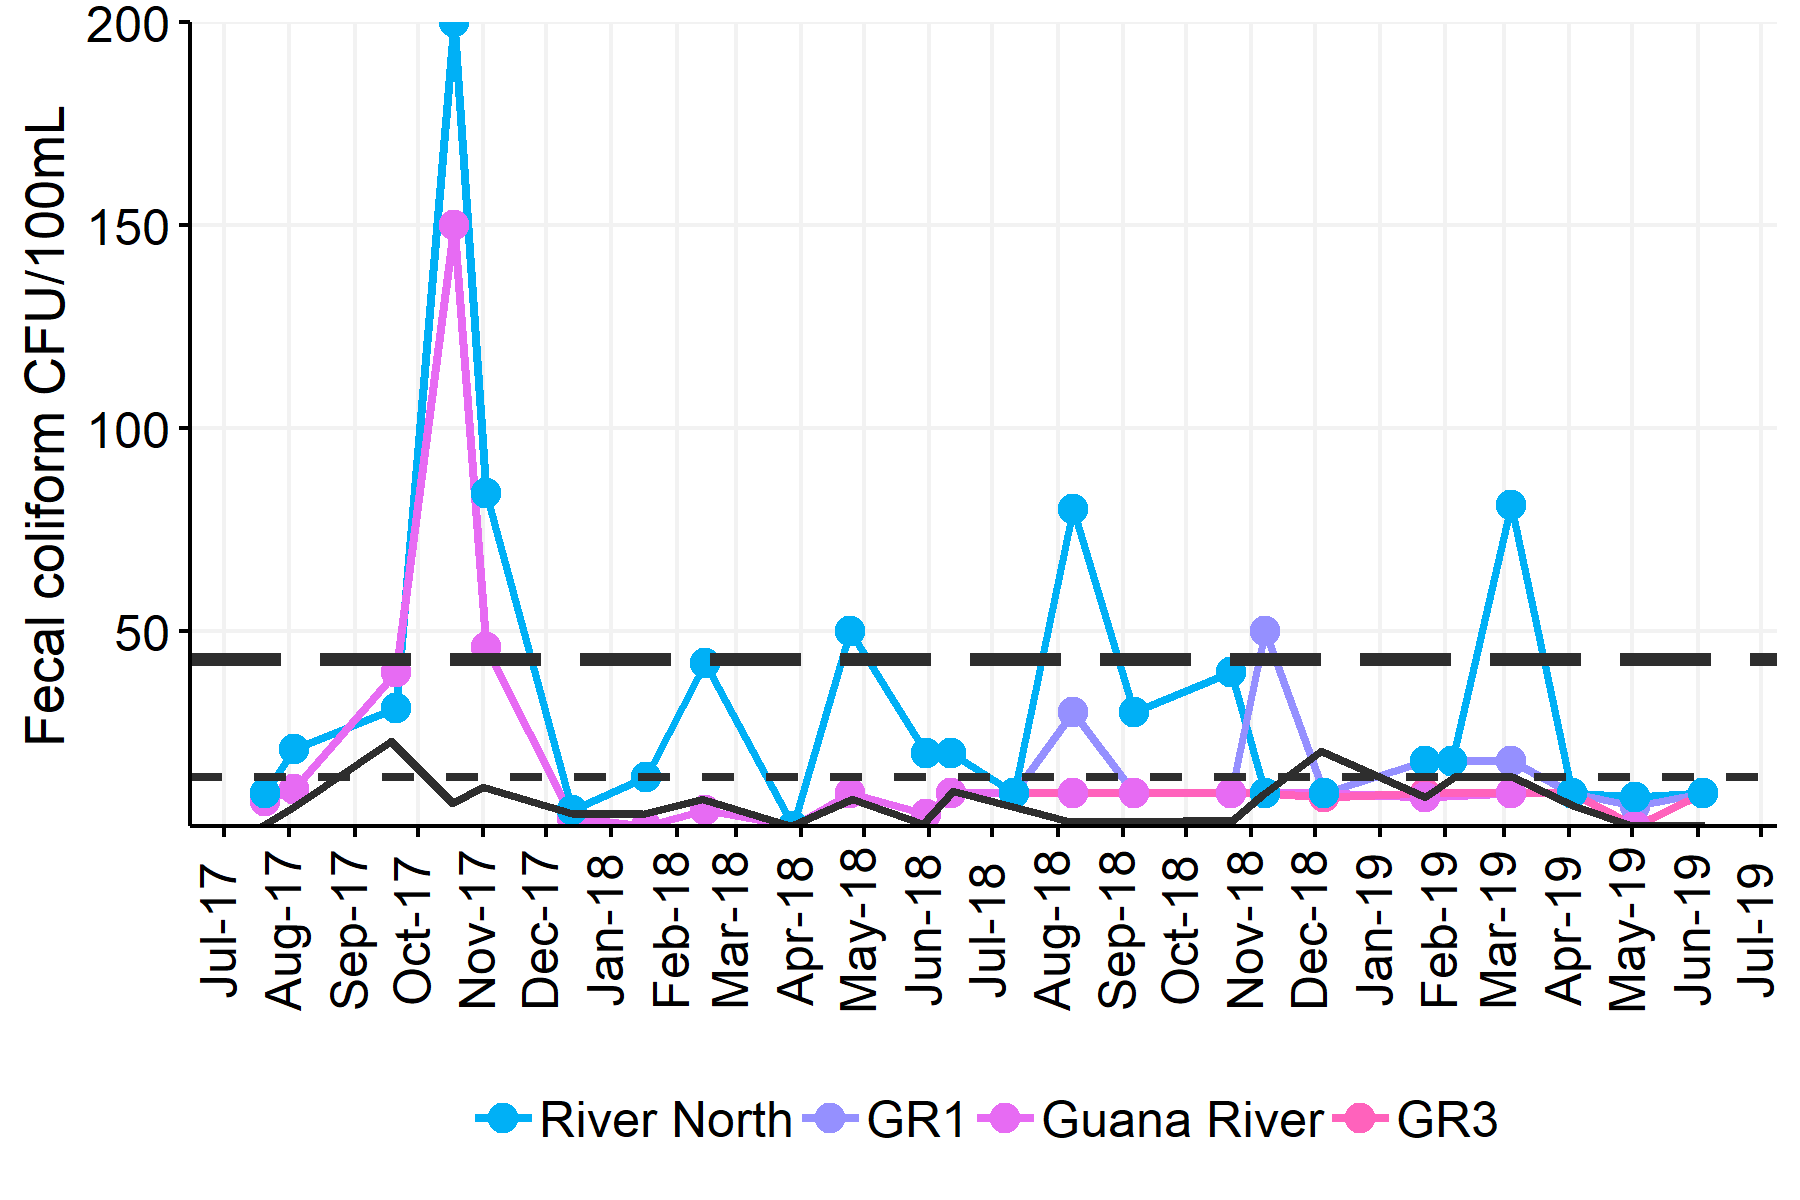 Fecal coliform CFU/100mL
200
150
100
50
Jul-17
Aug-17
Sep-17
Oct-17
Nov-17
Dec-17
Jan-18
Feb-18
Mar-18
Apr-18
May-18
Jun-18
Jul-18
Aug-18
Sep-18
Oct-18
Nov-18
Dec-18
Jan-19
Feb-19
Mar-19
Apr-19
May-19
Jun-19
Jul-19
River North GR1 Guana River GR3